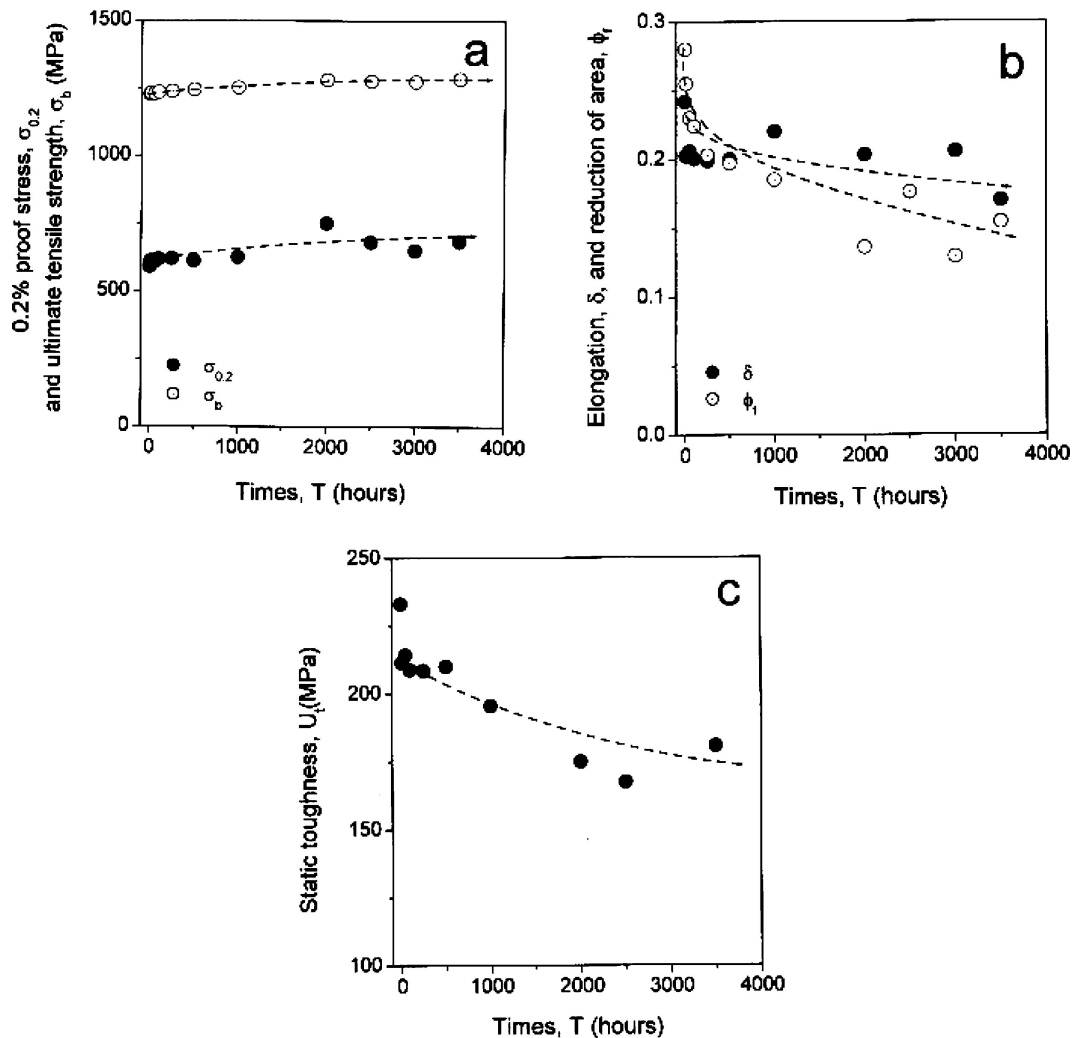 a
0.2% proof stress, σ0.2
and ultimate tensile strength, σb (MPa)
1500
1000
500
0
σ0.2
σb
0 1000 2000 3000 4000
Times, T (hours)
b
Elongation, δ, and reduction of area, ϕf
0.3
0.2
0.1
0.0
δ
ϕf
0 1000 2000 3000 4000
Times, T (hours)
c
Static toughness, Ut(MPa)
250
200
150
100
0 1000 2000 3000 4000
Times, T (hours)